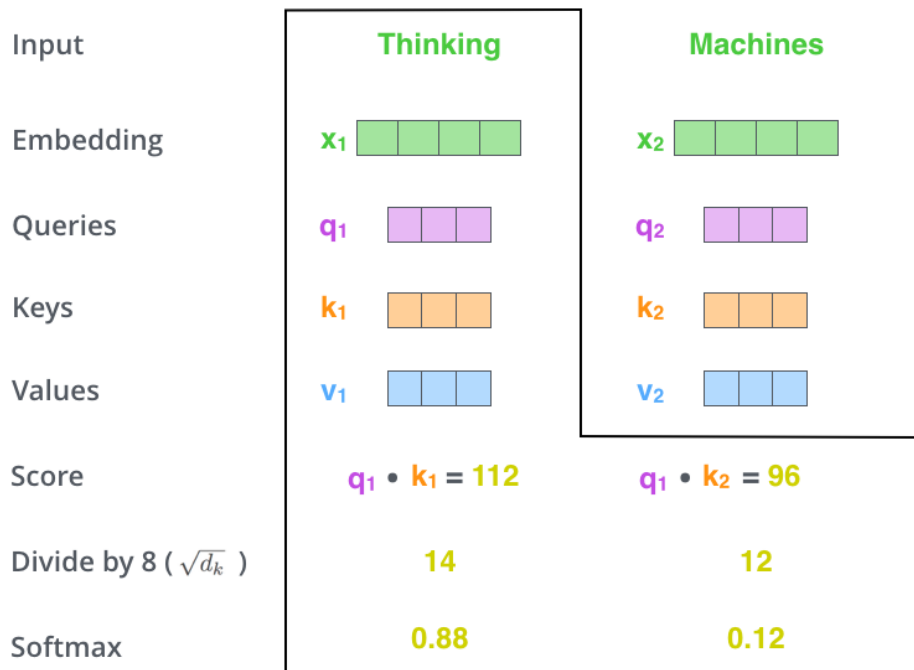 Input Thinking Machines
Embedding x₁ x₂
Queries q₁ q₂
Keys k₁ k₂
Values v₁ v₂
Score q₁ • k₁ = 112 q₁ • k₂ = 96
Divide by 8 ( √dₖ ) 14 12
Softmax 0.88 0.12